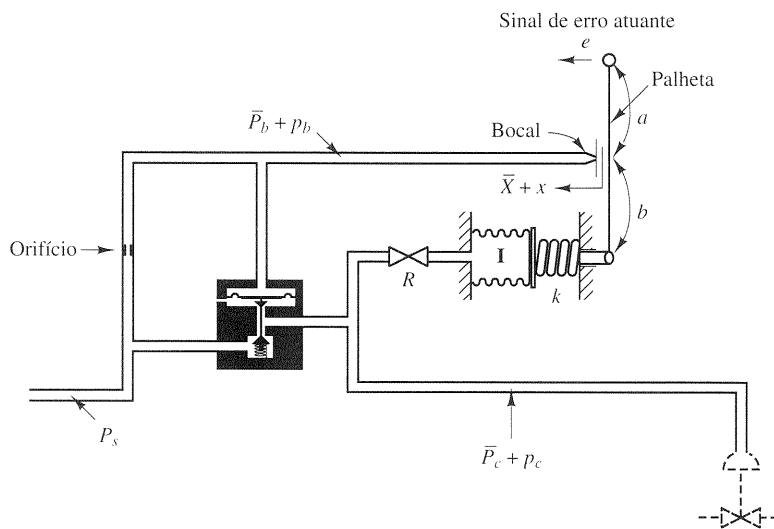 Sinal de erro atuante
e
Palheta
P̅b + pb
Bocal
a
X̅ + x
b
Orifício
I
R
k
Ps
P̅c + pc